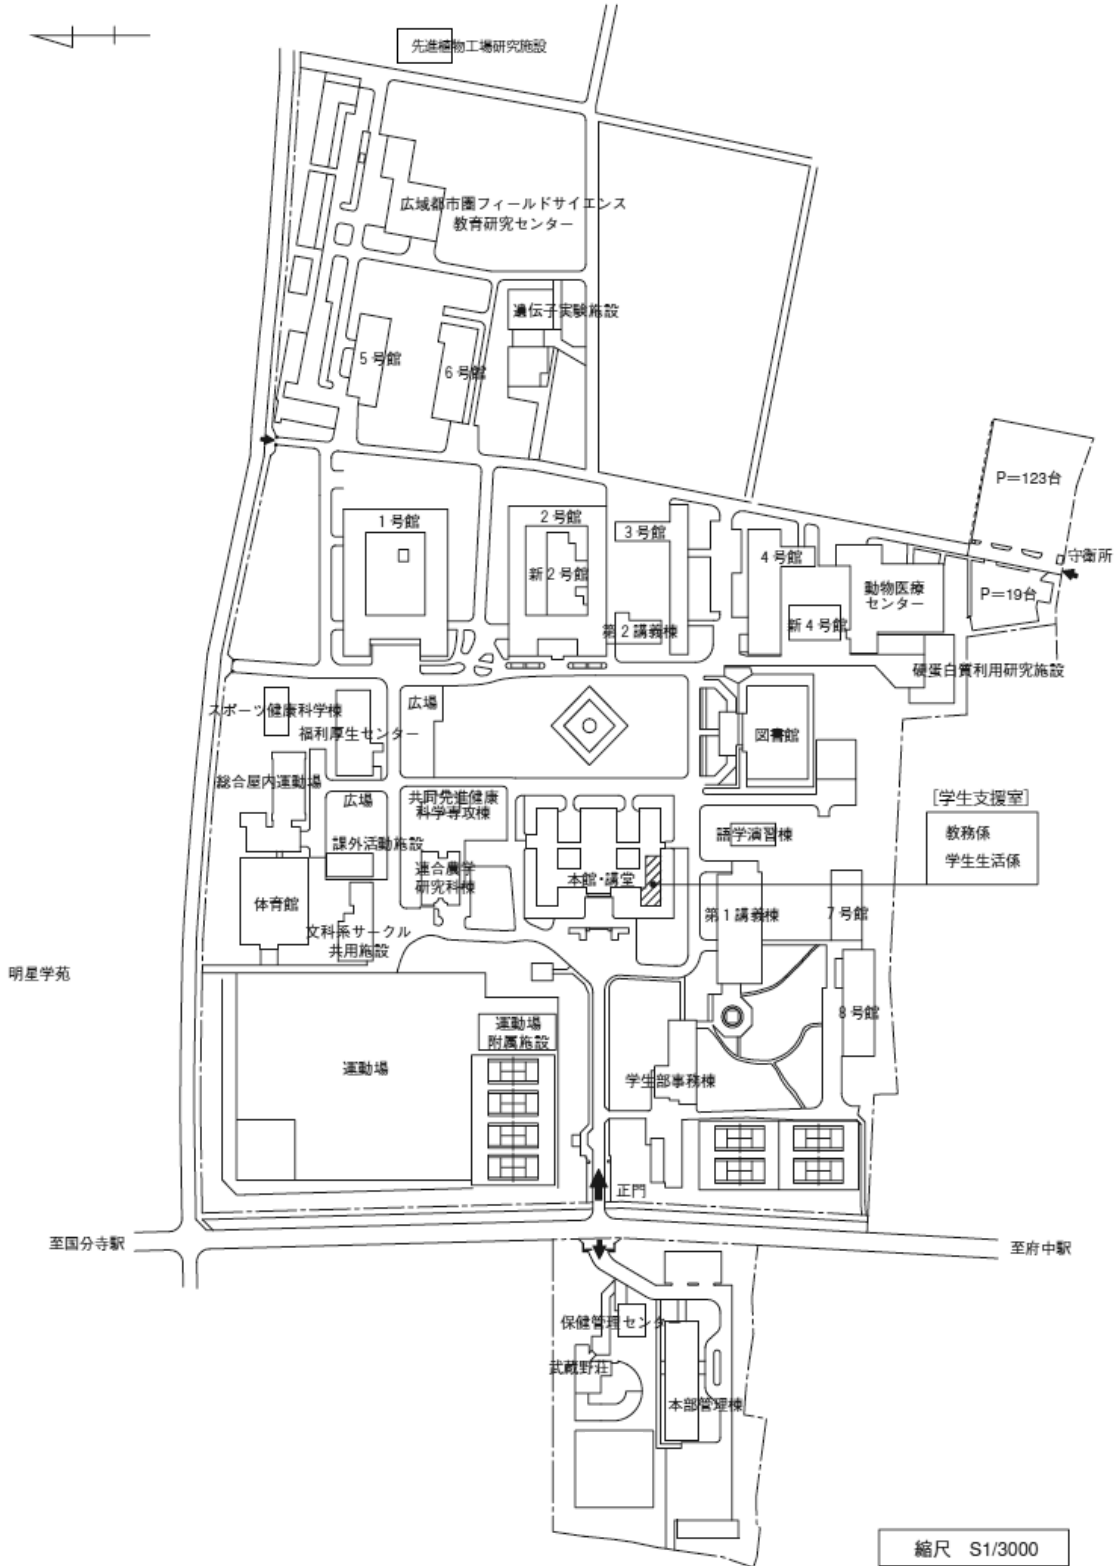 先進植物工場研究施設
広域都市圏フィールドサイエンス
教育研究センター
遺伝子実験施設
5号館
6号館
P=123台
1号館
2号館
3号館
4号館
守衛所
新2号館
動物医療
センター
P=19台
第2講義棟
新4号館
硬蛋白質利用研究施設
スポーツ健康科学棟
広場
福利厚生センター
図書館
総合屋内運動場
広場
共同先進健康
科学専攻棟
[学生支援室]
教務係
学生生活係
課外活動施設
語学演習棟
連合農学
研究科棟
本館・講堂
体育館
第1講義棟
7号館
文科系サークル
共用施設
明星学苑
8号館
運動場
附属施設
運動場
学生部事務棟
正門
至国分寺駅
至府中駅
保健管理センター
武蔵野荘
本部管理棟
縮尺 S1/3000